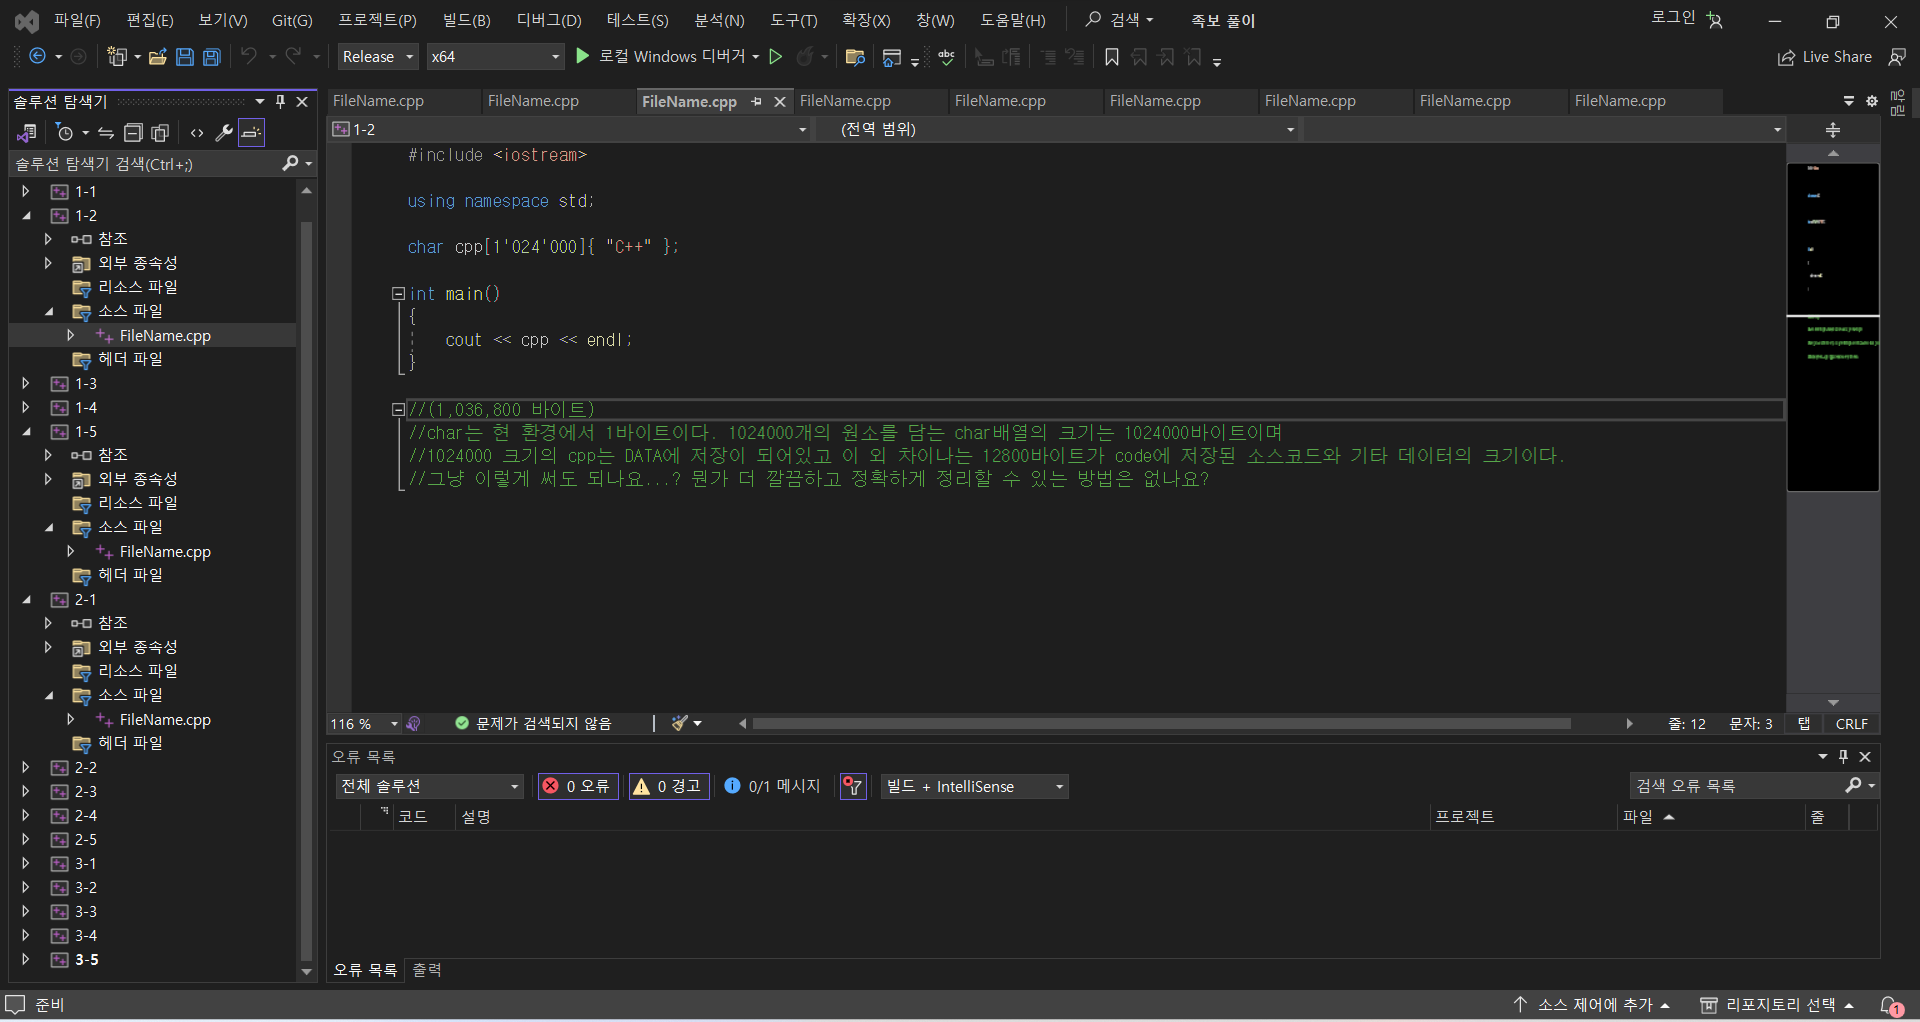 파일(F) 편집(E) 보기(V) Git(G) 프로젝트(P) 빌드(B) 디버그(D) 테스트(S) 분석(N) 도구(T) 확장(X) 창(W) 도움말(H) 검색 족보 풀이 로그인
Release x64 로컬 Windows 디버거 Live Share
솔루션 탐색기
FileName.cpp FileName.cpp FileName.cpp FileName.cpp FileName.cpp FileName.cpp FileName.cpp FileName.cpp FileName.cpp
알림
1-2 (전역 범위)
솔루션 탐색기 검색(Ctrl+;)
1-1
1-2
참조
외부 종속성
리소스 파일
소스 파일
FileName.cpp
헤더 파일
1-3
1-4
1-5
참조
외부 종속성
리소스 파일
소스 파일
FileName.cpp
헤더 파일
2-1
참조
외부 종속성
리소스 파일
소스 파일
FileName.cpp
헤더 파일
2-2
2-3
2-4
2-5
3-1
3-2
3-3
3-4
3-5
#include <iostream>
using namespace std;
char cpp[1'024'000]{ "C++" };
int main()
{
cout << cpp << endl;
}
//(1,036,800 바이트)
//char는 현 환경에서 1바이트이다. 1024000개의 원소를 담는 char배열의 크기는 1024000바이트이며
//1024000 크기의 cpp는 DATA에 저장이 되어있고 이 외 차이나는 12800바이트가 code에 저장된 소스코드와 기타 데이터의 크기이다.
//그냥 이렇게 써도 되나요...? 뭔가 더 깔끔하고 정확하게 정리할 수 있는 방법은 없나요?
116 % 문제가 검색되지 않음 줄: 12 문자: 3 탭 CRLF
오류 목록
전체 솔루션 0 오류 0 경고 0/1 메시지 빌드 + IntelliSense 검색 오류 목록
코드 설명 프로젝트 파일 줄
오류 목록 출력
준비 소스 제어에 추가 리포지토리 선택 1